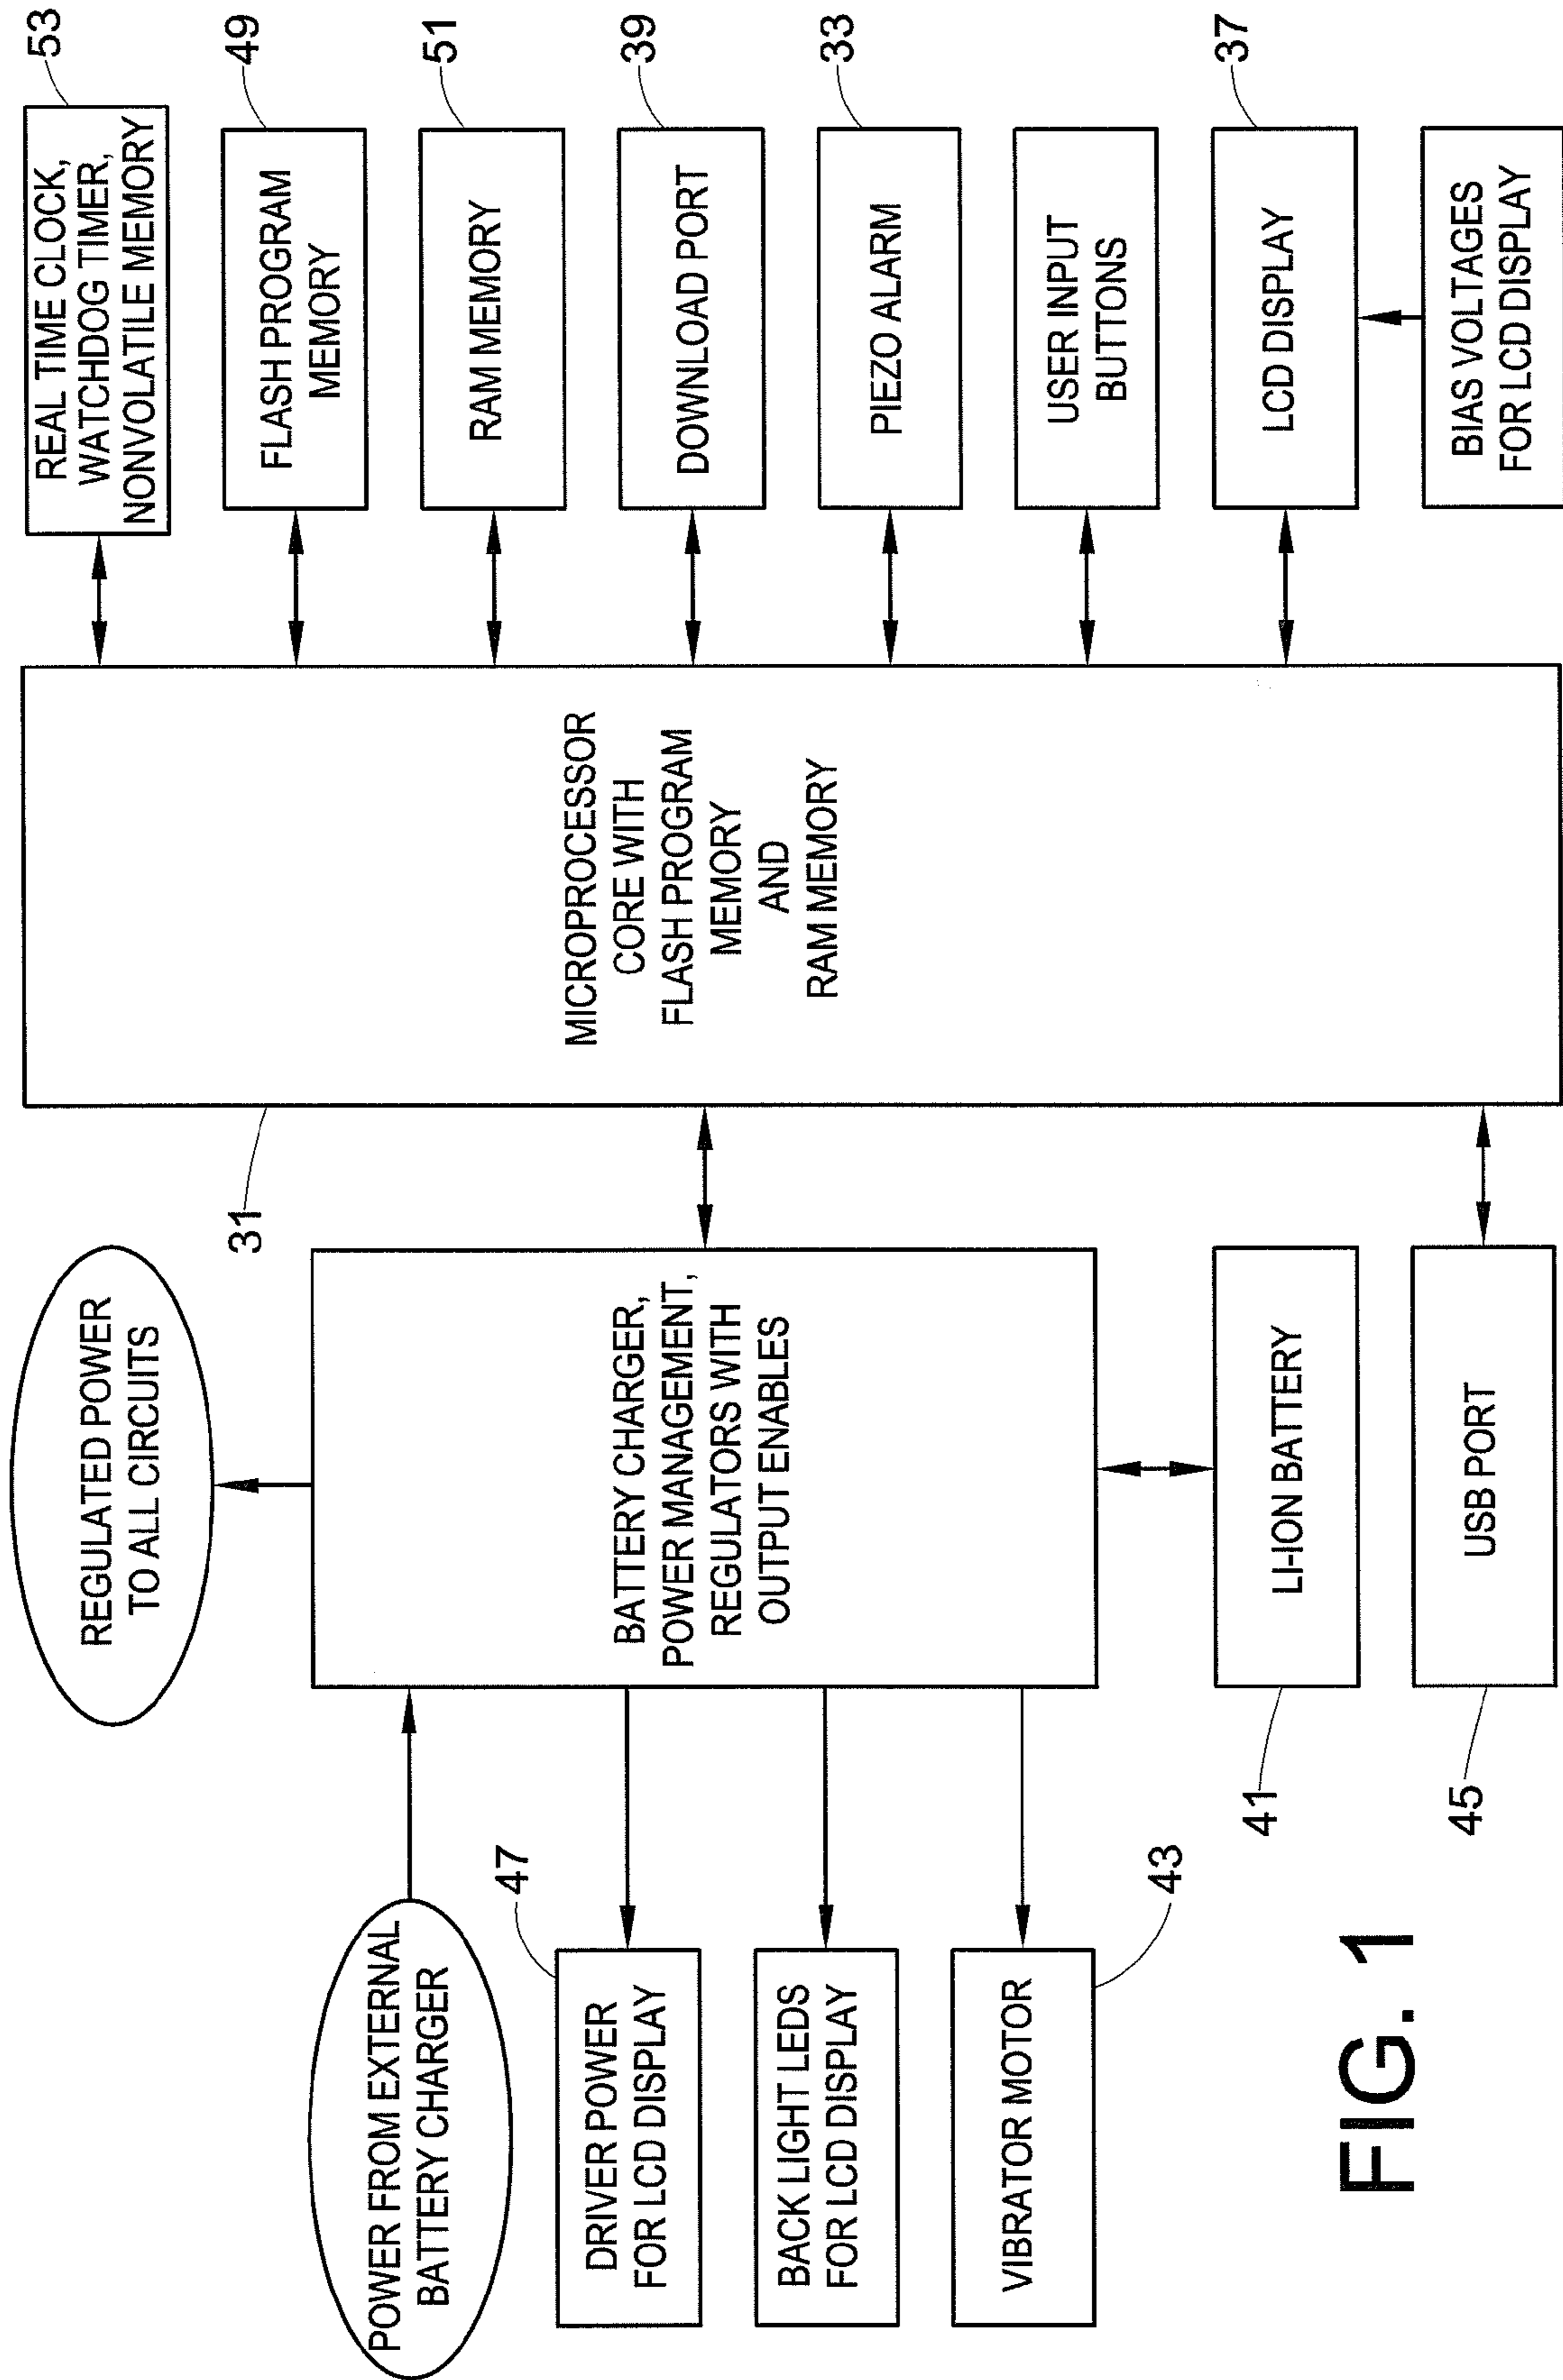 REGULATED POWER
TO ALL CIRCUITS
POWER FROM EXTERNAL
BATTERY CHARGER
47
DRIVER POWER
FOR LCD DISPLAY
BACK LIGHT LEDS
FOR LCD DISPLAY
VIBRATOR MOTOR
43
BATTERY CHARGER,
POWER MANAGEMENT,
REGULATORS WITH
OUTPUT ENABLES
LI-ION BATTERY
41
USB PORT
45
31
MICROPROCESSOR
CORE WITH
FLASH PROGRAM
MEMORY
AND
RAM MEMORY
REAL TIME CLOCK,
WATCHDOG TIMER,
NONVOLATILE MEMORY
53
FLASH PROGRAM
MEMORY
49
RAM MEMORY
51
DOWNLOAD PORT
39
PIEZO ALARM
33
USER INPUT
BUTTONS
LCD DISPLAY
37
BIAS VOLTAGES
FOR LCD DISPLAY
FIG. 1